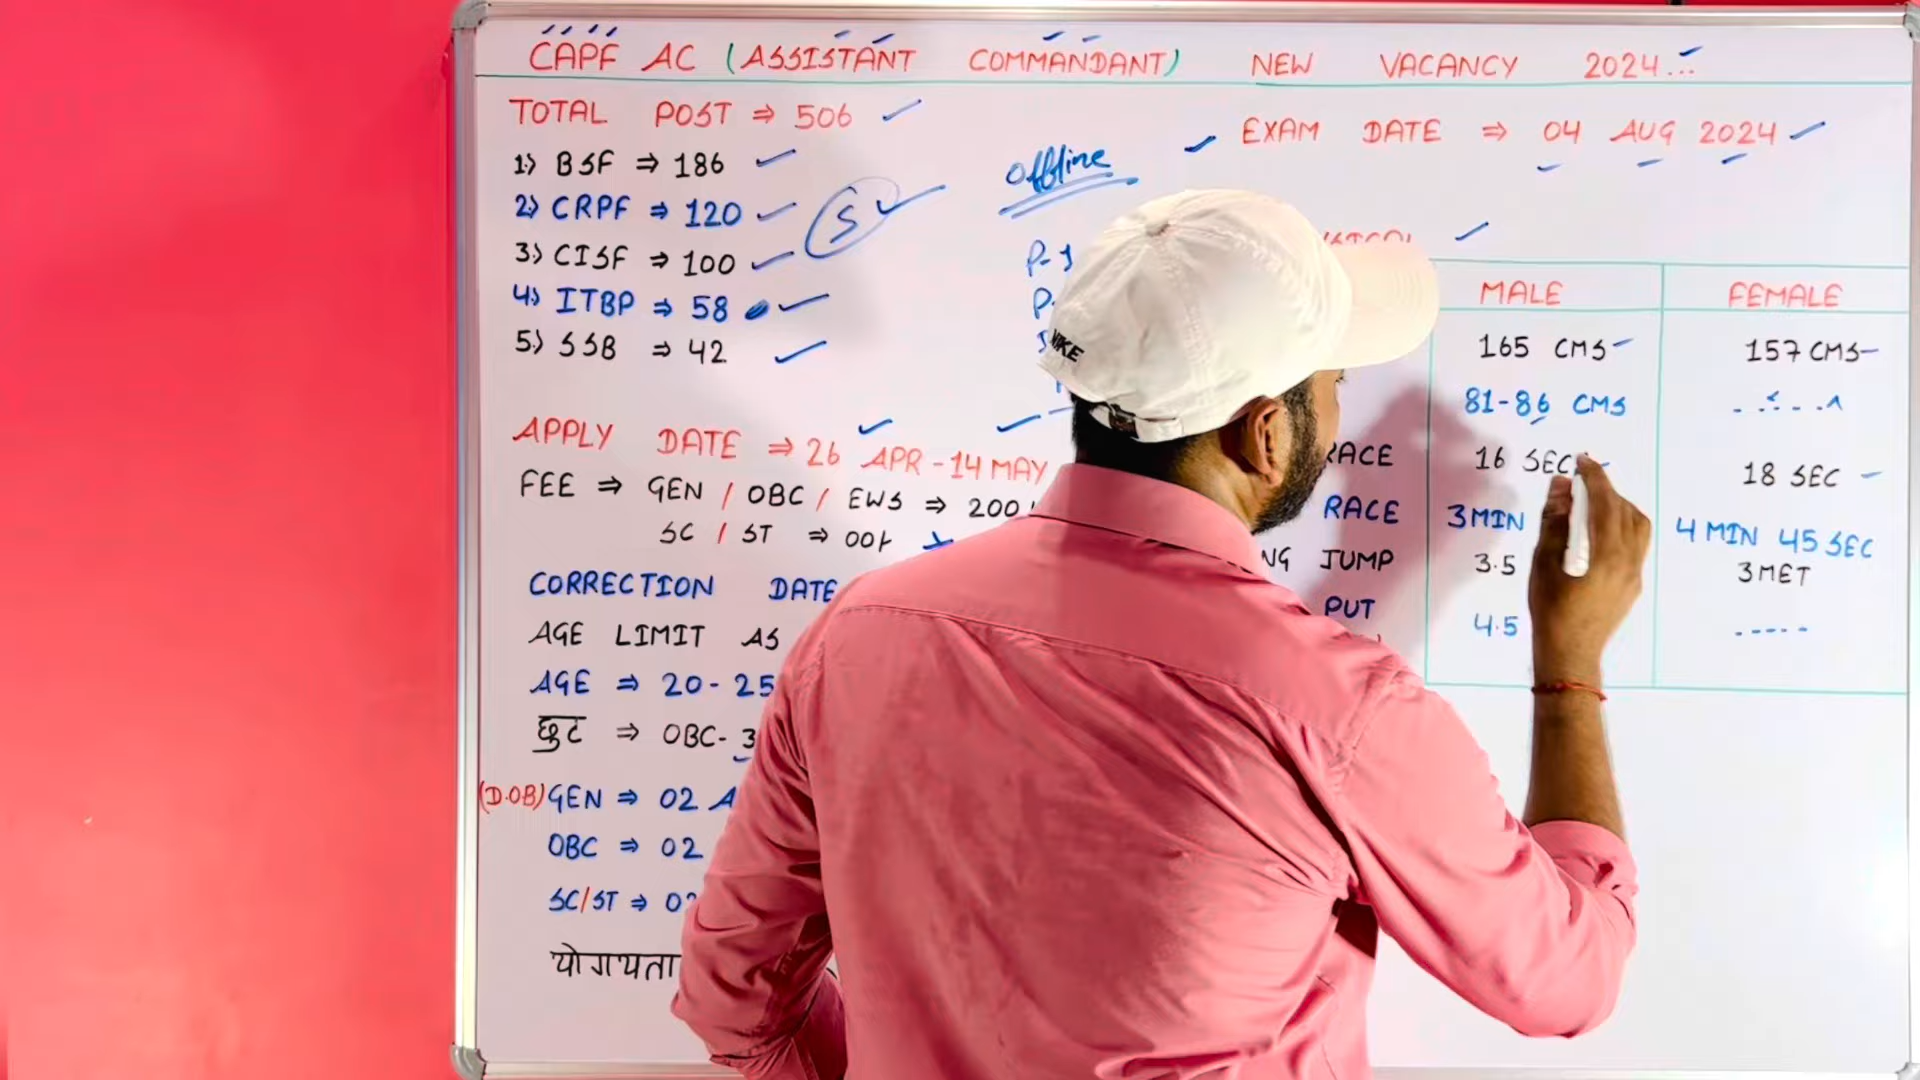 CAPF AC (ASSISTANT COMMANDANT) NEW VACANCY 2024...
TOTAL POST ⇒ 506
1.) BSF ⇒ 186
2.) CRPF ⇒ 120
3.) CISF ⇒ 100
4.) ITBP ⇒ 58
5.) SSB ⇒ 42
S
APPLY DATE ⇒ 26 APR - 14 MAY
FEE ⇒ GEN / OBC / EWS ⇒ 200
SC / ST ⇒ 00/-
CORRECTION DATE
AGE LIMIT AS
AGE ⇒ 20 - 25
छुट ⇒ OBC - 3
(D.OB) GEN ⇒ 02 A
OBC ⇒ 02
SC/ST ⇒ 02
योगयता
Offline
P-1
P-
NIKE
EXAM DATE ⇒ 04 AUG 2024
MALE FEMALE
165 CMS 157 CMS
81-86 CMS .....
RACE 16 SEC 18 SEC
RACE 3 MIN 4 MIN 45 SEC
NG JUMP 3.5 3 MET
PUT 4.5 .....